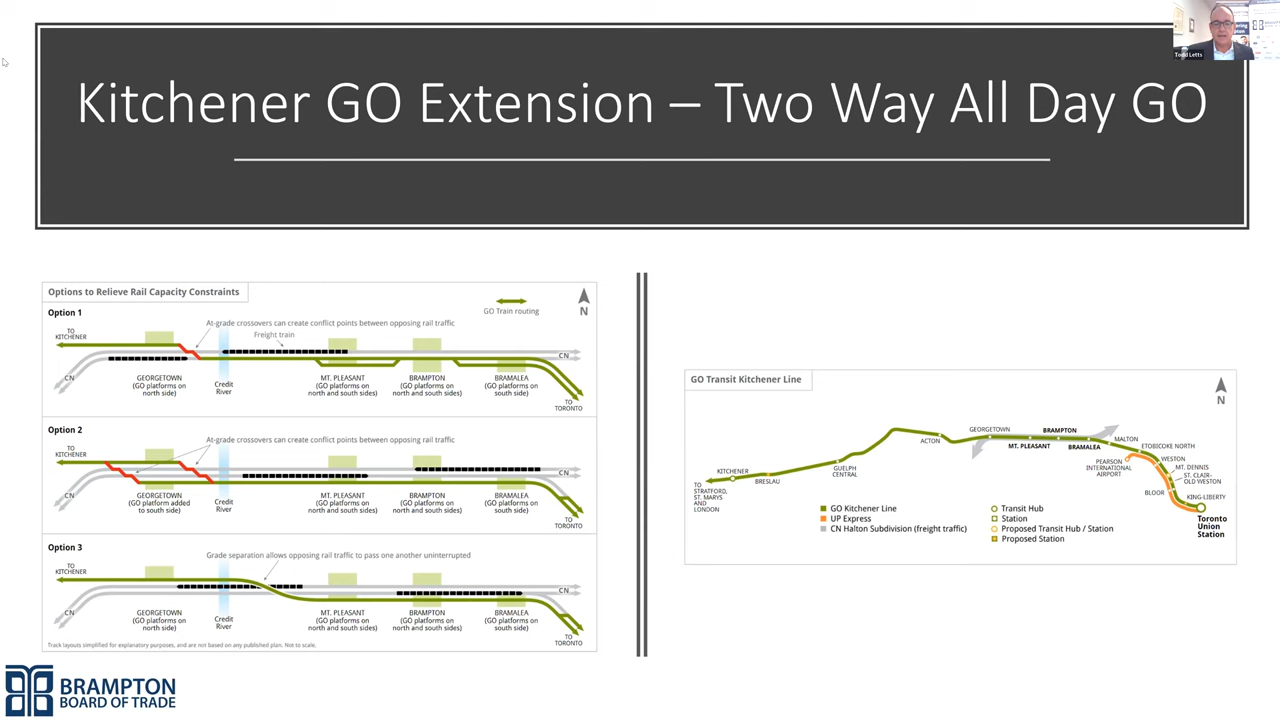 Kitchener GO Extension – Two Way All Day GO
Todd Letts
Options to Relieve Rail Capacity Constraints
GO Train routing
N
Option 1
At-grade crossovers can create conflict points between opposing rail traffic
Freight train
TO
KITCHENER
CN
CN
GEORGETOWN
(GO platforms on
north side)
Credit
River
MT. PLEASANT
(GO platforms on
north and south sides)
BRAMPTON
(GO platforms on
north and south sides)
BRAMALEA
(GO platforms on
south side)
TO
TORONTO
Option 2
At-grade crossovers can create conflict points between opposing rail traffic
TO
KITCHENER
CN
CN
GEORGETOWN
(GO platform added
to south side)
Credit
River
MT. PLEASANT
(GO platforms on
north and south sides)
BRAMPTON
(GO platforms on
north and south sides)
BRAMALEA
(GO platforms on
south side)
TO
TORONTO
Option 3
Grade separation allows opposing rail traffic to pass one another uninterrupted
TO
KITCHENER
CN
CN
GEORGETOWN
(GO platforms on
north side)
Credit
River
MT. PLEASANT
(GO platforms on
north and south sides)
BRAMPTON
(GO platforms on
north and south sides)
BRAMALEA
(GO platforms on
south side)
TO
TORONTO
Track layouts simplified for explanatory purposes, and are not based on any published plan. Not to scale.
GO Transit Kitchener Line
N
TO
STRATFORD,
ST. MARYS
AND
LONDON
KITCHENER
BRESLAU
GUELPH
CENTRAL
ACTON
GEORGETOWN
MT. PLEASANT
BRAMPTON
BRAMALEA
MALTON
ETOBICOKE NORTH
PEARSON
INTERNATIONAL
AIRPORT
WESTON
MT. DENNIS
ST. CLAIR-
OLD WESTON
BLOOR
KING-LIBERTY
Toronto
Union
Station
GO Kitchener Line
UP Express
CN Halton Subdivision (freight traffic)
Transit Hub
Station
Proposed Transit Hub / Station
Proposed Station
BRAMPTON
BOARD OF TRADE